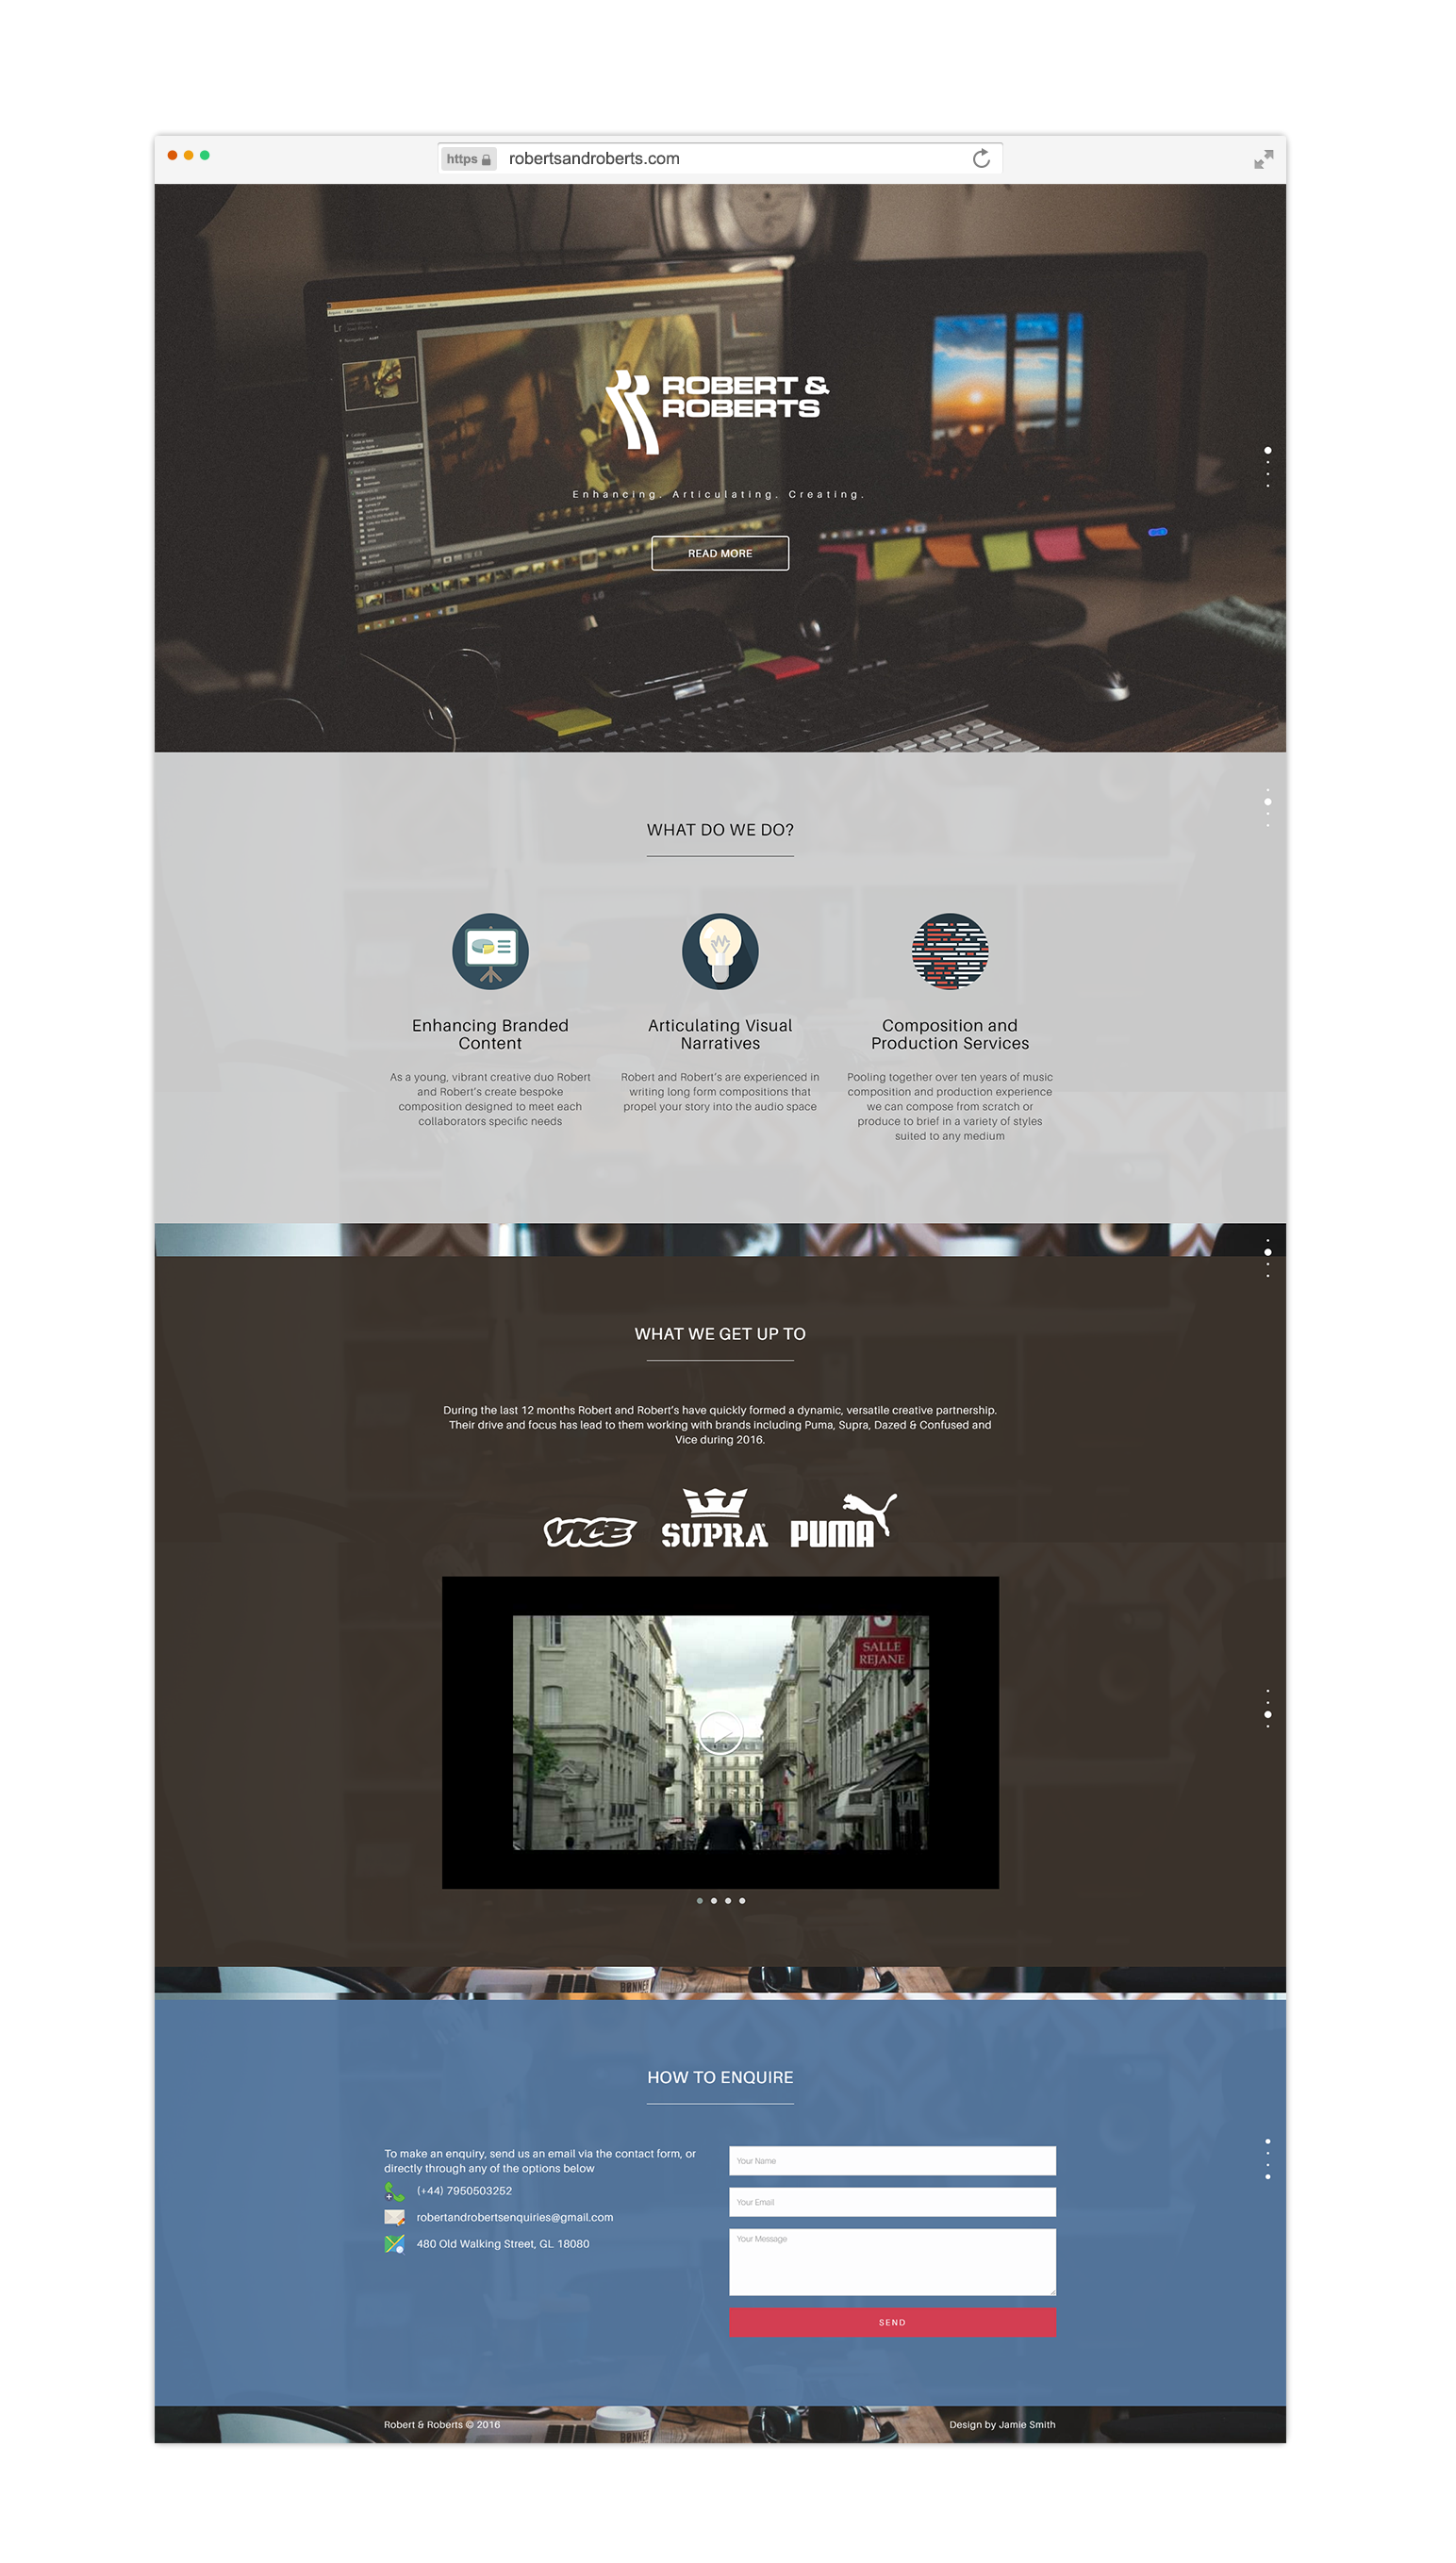 https robertsandroberts.com
ROBERT &
ROBERTS
Enhancing. Articulating. Creating.
READ MORE
LG
WHAT DO WE DO?
Enhancing Branded
Content
As a young, vibrant creative duo Robert
and Robert's create bespoke
composition designed to meet each
collaborators specific needs
Articulating Visual
Narratives
Robert and Robert's are experienced in
writing long form compositions that
propel your story into the audio space
Composition and
Production Services
Pooling together over ten years of music
composition and production experience
we can compose from scratch or
produce to brief in a variety of styles
suited to any medium
WHAT WE GET UP TO
During the last 12 months Robert and Robert's have quickly formed a dynamic, versatile creative partnership.
Their drive and focus has lead to them working with brands including Puma, Supra, Dazed & Confused and
Vice during 2016.
VICE
SUPRA
PUMA
SALLE
REJANE
HOW TO ENQUIRE
To make an enquiry, send us an email via the contact form, or
directly through any of the options below
(+44) 7950503252
robertandrobertsenquiries@gmail.com
480 Old Walking Street, GL 18080
Your Name
Your Email
Your Message
SEND
Robert & Roberts © 2016
Design by Jamie Smith